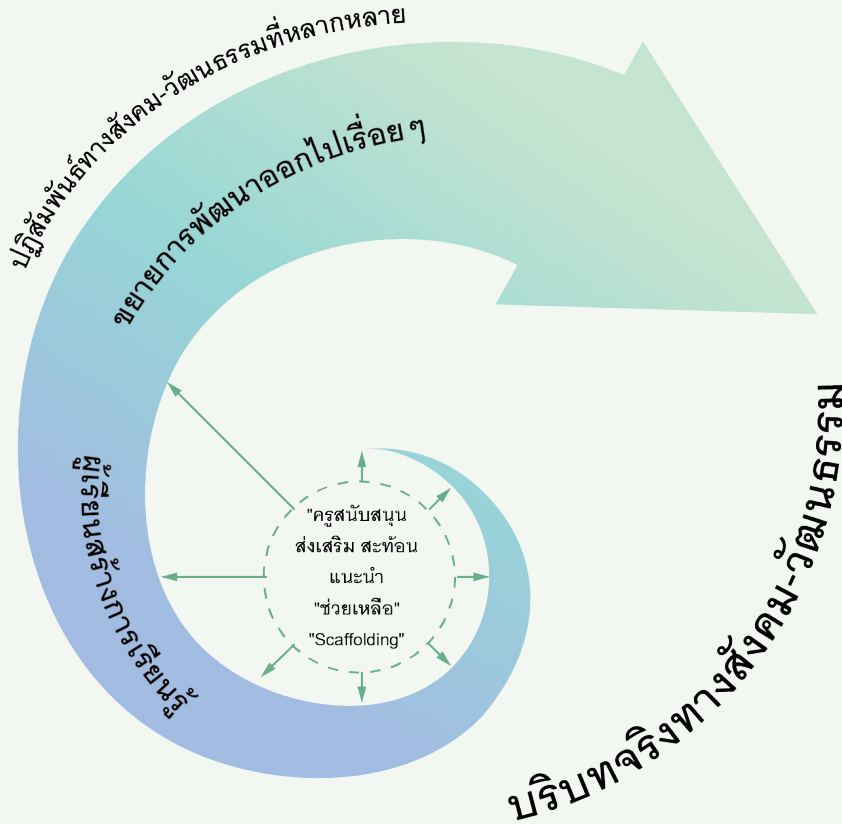 ปฏิสัมพันธ์ทางสังคม-วัฒนธรรมที่หลากหลาย
ขยายการพัฒนาออกไปเรื่อยๆ
ผู้เรียนสร้างการเรียนรู้
"ครูสนับสนุน
ส่งเสริม สะท้อน
แนะนำ
"ช่วยเหลือ"
"Scaffolding"
บริบทจริงทางสังคม-วัฒนธรรม